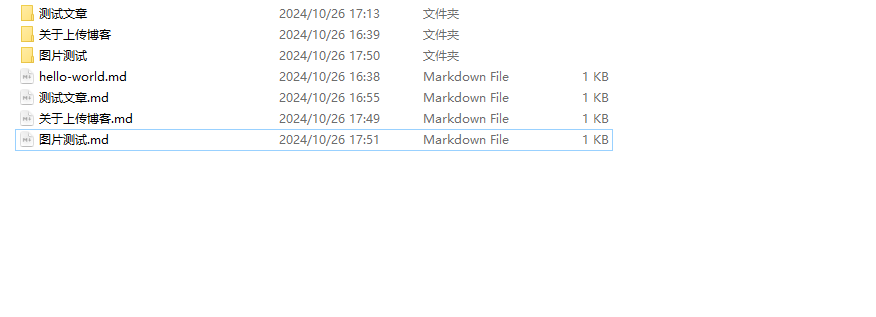 测试文章 2024/10/26 17:13 文件夹
关于上传博客 2024/10/26 16:39 文件夹
图片测试 2024/10/26 17:50 文件夹
hello-world.md 2024/10/26 16:38 Markdown File 1 KB
测试文章.md 2024/10/26 16:55 Markdown File 1 KB
关于上传博客.md 2024/10/26 17:49 Markdown File 1 KB
图片测试.md 2024/10/26 17:51 Markdown File 1 KB